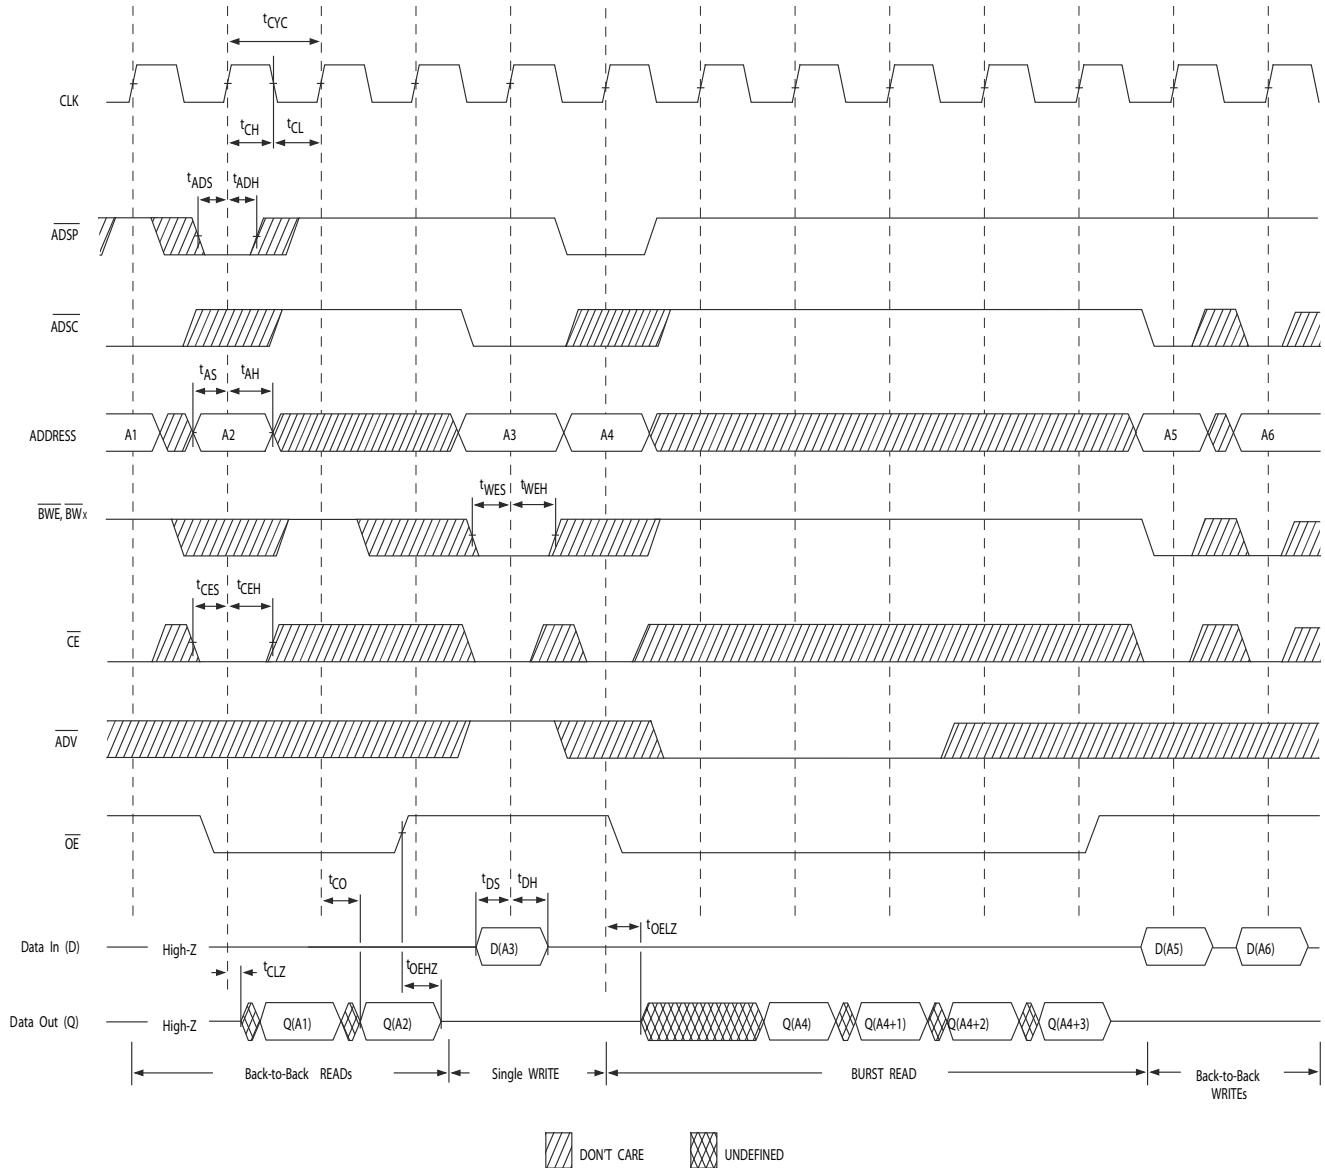 tCYC
CLK
tCH tCL
tADS tADH
ADSP
ADSC
tAS tAH
ADDRESS A1 A2 A3 A4 A5 A6
tWES tWEH
BWE, BWX
tCES tCEH
CE
ADV
OE
tCO tDS tDH
tOELZ
Data In (D) High-Z D(A3) D(A5) D(A6)
tCLZ tOEHZ
Data Out (Q) High-Z Q(A1) Q(A2) Q(A4) Q(A4+1) Q(A4+2) Q(A4+3)
Back-to-Back READs Single WRITE BURST READ Back-to-Back
WRITEs
DON'T CARE UNDEFINED